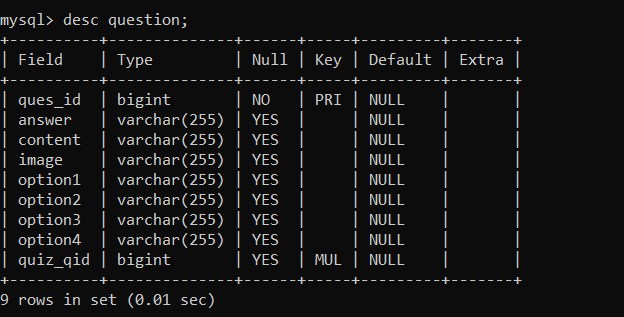 mysql> desc question;
+----------+--------------+------+-----+---------+-------+
| Field    | Type         | Null | Key | Default | Extra |
+----------+--------------+------+-----+---------+-------+
| ques_id  | bigint       | NO   | PRI | NULL    |       |
| answer   | varchar(255) | YES  |     | NULL    |       |
| content  | varchar(255) | YES  |     | NULL    |       |
| image    | varchar(255) | YES  |     | NULL    |       |
| option1  | varchar(255) | YES  |     | NULL    |       |
| option2  | varchar(255) | YES  |     | NULL    |       |
| option3  | varchar(255) | YES  |     | NULL    |       |
| option4  | varchar(255) | YES  |     | NULL    |       |
| quiz_qid | bigint       | YES  | MUL | NULL    |       |
+----------+--------------+------+-----+---------+-------+
9 rows in set (0.01 sec)